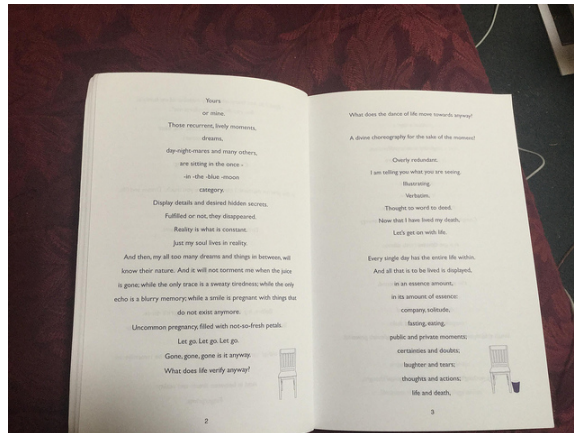 Yours
or mine.
Those recurrent, lively moments,
dreams,
day-night-mares and many others,
are sitting in the once -
-in -the -blue -moon
category.
Display details and desired hidden secrets.
Fulfilled or not, they disappeared.
Reality is what is constant.
Just my soul lives in reality.
And then, my all too many dreams and things in between, will
know their nature. And it will not torment me when the juice
is gone; while the only trace is a sweaty tiredness; while the only
echo is a blurry memory; while a smile is pregnant with things that
do not exist anymore.
Uncommon pregnancy, filled with not-so-fresh petals.
Let go. Let go. Let go.
Gone, gone, gone is it anyway.
What does life verify anyway?
2
What does the dance of life move towards anyway?
A divine choreography for the sake of the moment?
Overly redundant.
I am telling you what you are seeing.
Illustrating.
Verbatim.
Thought to word to deed.
Now that I have lived my death,
Let's get on with life.
Every single day has the entire life within.
And all that is to be lived is displayed,
in an essence amount,
in its amount of essence:
company, solitude,
fasting, eating,
public and private moments;
certainties and doubts;
laughter and tears;
thoughts and actions;
life and death,
3